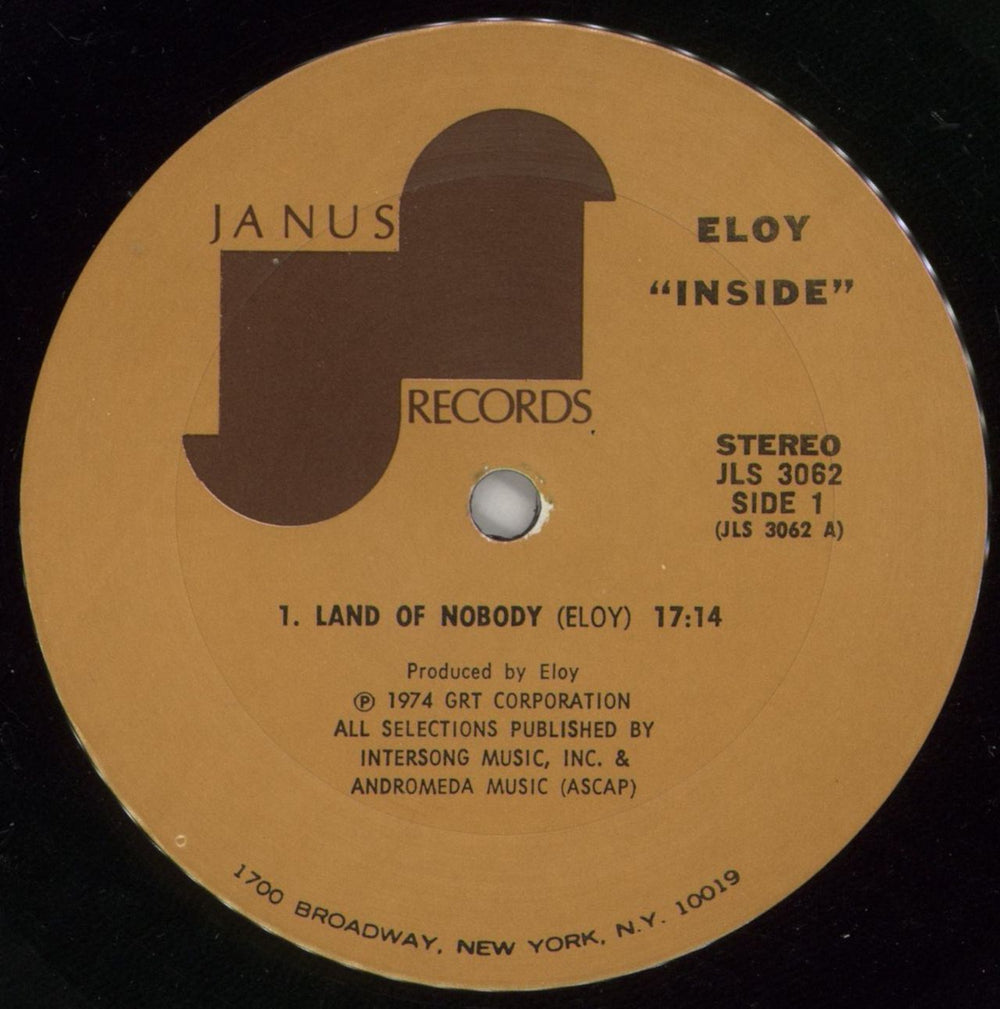 JANUS
RECORDS
ELOY
“INSIDE”
STEREO
JLS 3062
SIDE 1
(JLS 3062 A)
1. LAND OF NOBODY (ELOY) 17:14
Produced by Eloy
Ⓟ 1974 GRT CORPORATION
ALL SELECTIONS PUBLISHED BY
INTERSONG MUSIC, INC. &
ANDROMEDA MUSIC (ASCAP)
1700 BROADWAY, NEW YORK, N.Y. 10019